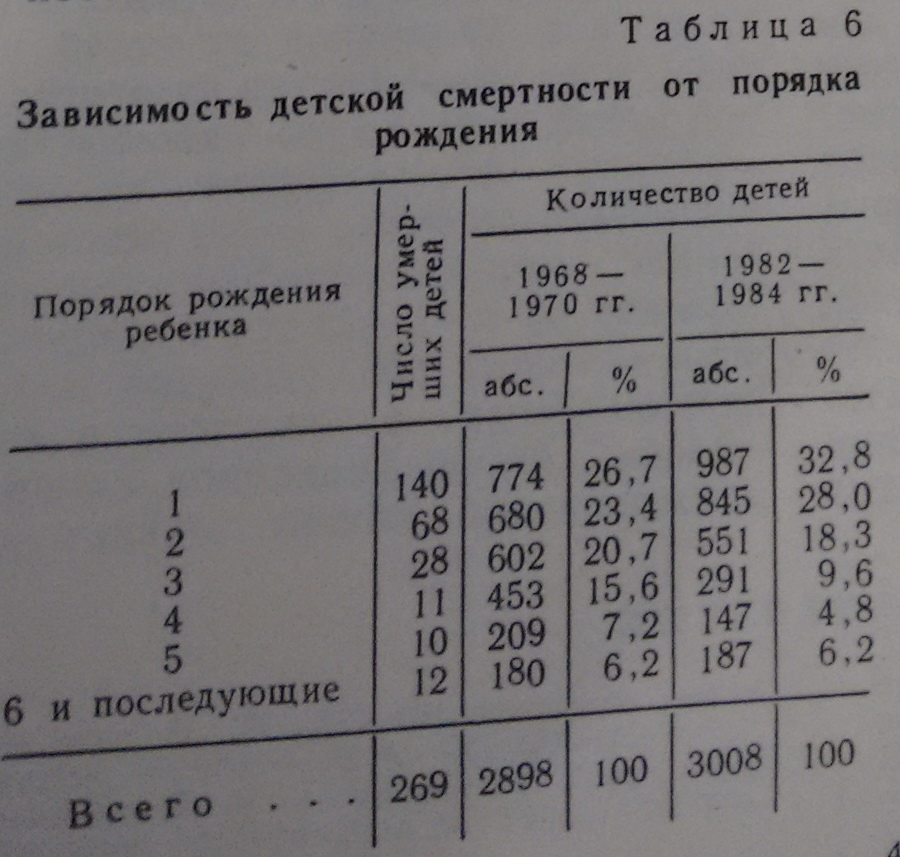 Таблица 6
Зависимость детской смертности от порядка
рождения
Порядок рождения
ребенка
Число умер-
ших детей
Количество детей
1968—
1970 гг.
1982—
1984 гг.
абс. % абс. %
1 140 774 26,7 987 32,8
2 68 680 23,4 845 28,0
3 28 602 20,7 551 18,3
4 11 453 15,6 291 9,6
5 10 209 7,2 147 4,8
6 и последующие 12 180 6,2 187 6,2
Всего . . . 269 2898 100 3008 100